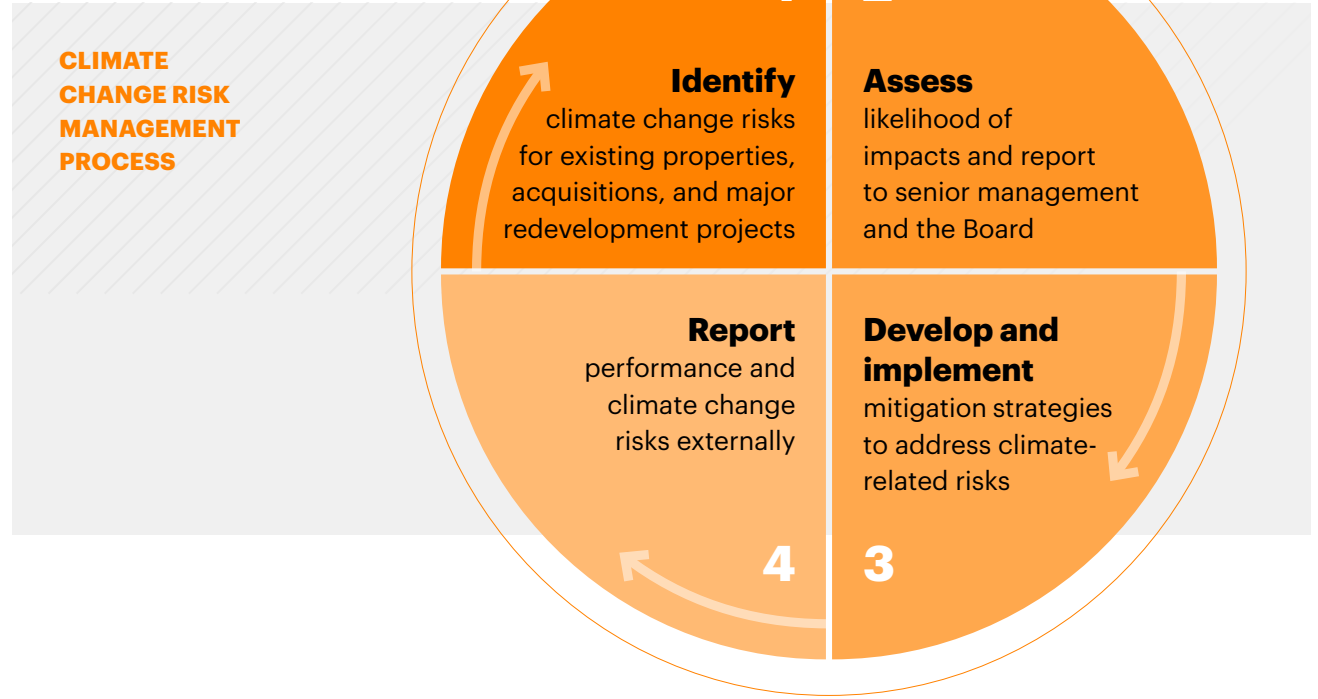 CLIMATE
CHANGE RISK
MANAGEMENT
PROCESS
Identify
climate change risks
for existing properties,
acquisitions, and major
redevelopment projects
Assess
likelihood of
impacts and report
to senior management
and the Board
Develop and
implement
mitigation strategies
to address climate-
related risks
3
Report
performance and
climate change
risks externally
4